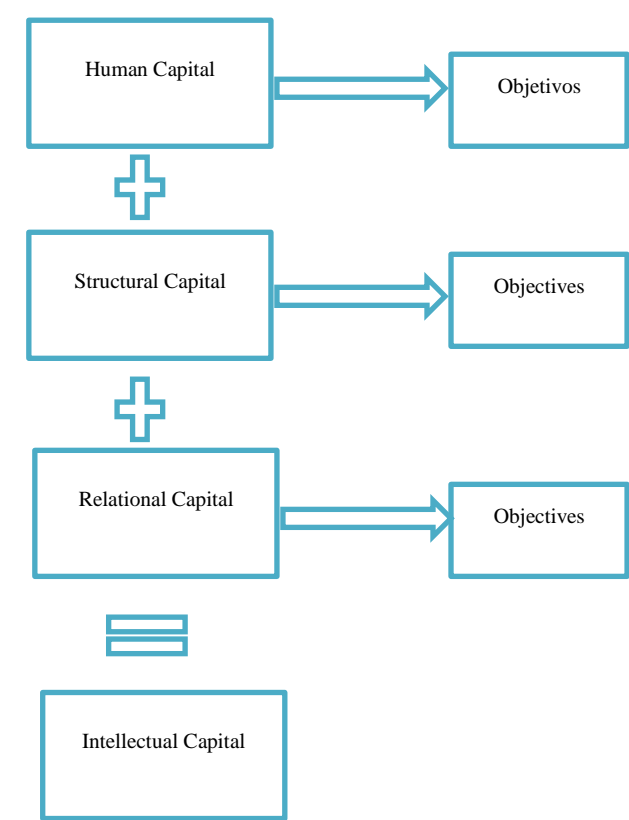 Human Capital
Objetivos
Structural Capital
Objectives
Relational Capital
Objectives
Intellectual Capital